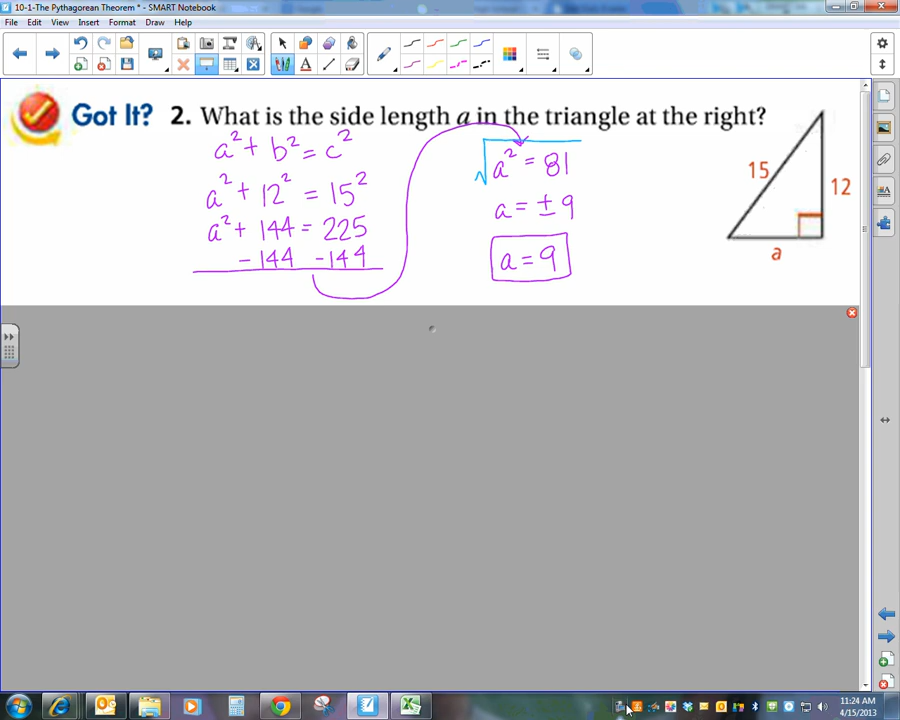 10-1-The Pythagorean Theorem * - SMART Notebook
File Edit View Insert Format Draw Help
Got It? 2. What is the side length a in the triangle at the right?
a² + b² = c²
a² + 12² = 15²
a² + 144 = 225
-144 -144
√a² = 81
a = ± 9
a = 9
15
12
a
11:24 AM
4/15/2013